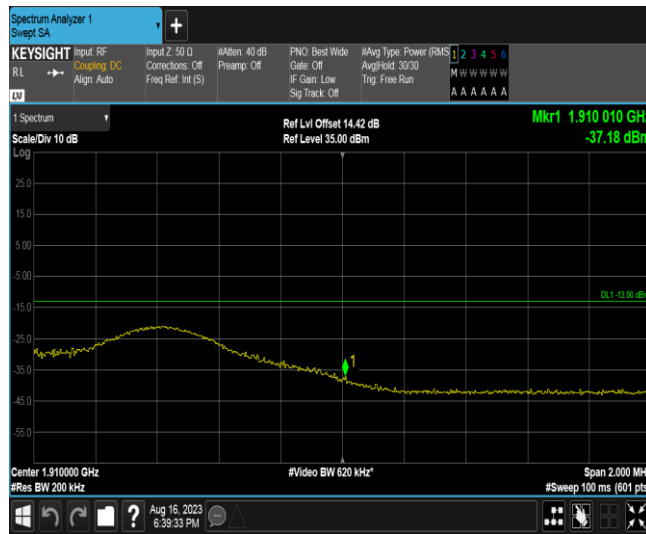 Spectrum Analyzer 1
Swept SA
+
KEYSIGHT
RL
LXI
Input: RF
Coupling: DC
Align: Auto
Input Z: 50 Ω
Corrections: Off
Freq Ref: Int (S)
#Atten: 40 dB
Preamp: Off
PNO: Best Wide
Gate: Off
IF Gain: Low
Sig Track: Off
#Avg Type: Power (RMS
Avg|Hold: 30/30
Trig: Free Run
1 2 3 4 5 6
M W W W W W
A A A A A A
1 Spectrum
Scale/Div 10 dB
Log
Ref Lvl Offset 14.42 dB
Ref Level 35.00 dBm
Mkr1 1.910 010 GH
-37.18 dBn
25.0
15.0
5.00
-5.00
DL1 -13.00 dB
-15.0
-25.0
1
-35.0
-45.0
-55.0
Center 1.910000 GHz
#Video BW 620 kHz*
Span 2.000 MH
#Res BW 200 kHz
#Sweep 100 ms (601 pts
?
Aug 16, 2023
6:39:33 PM